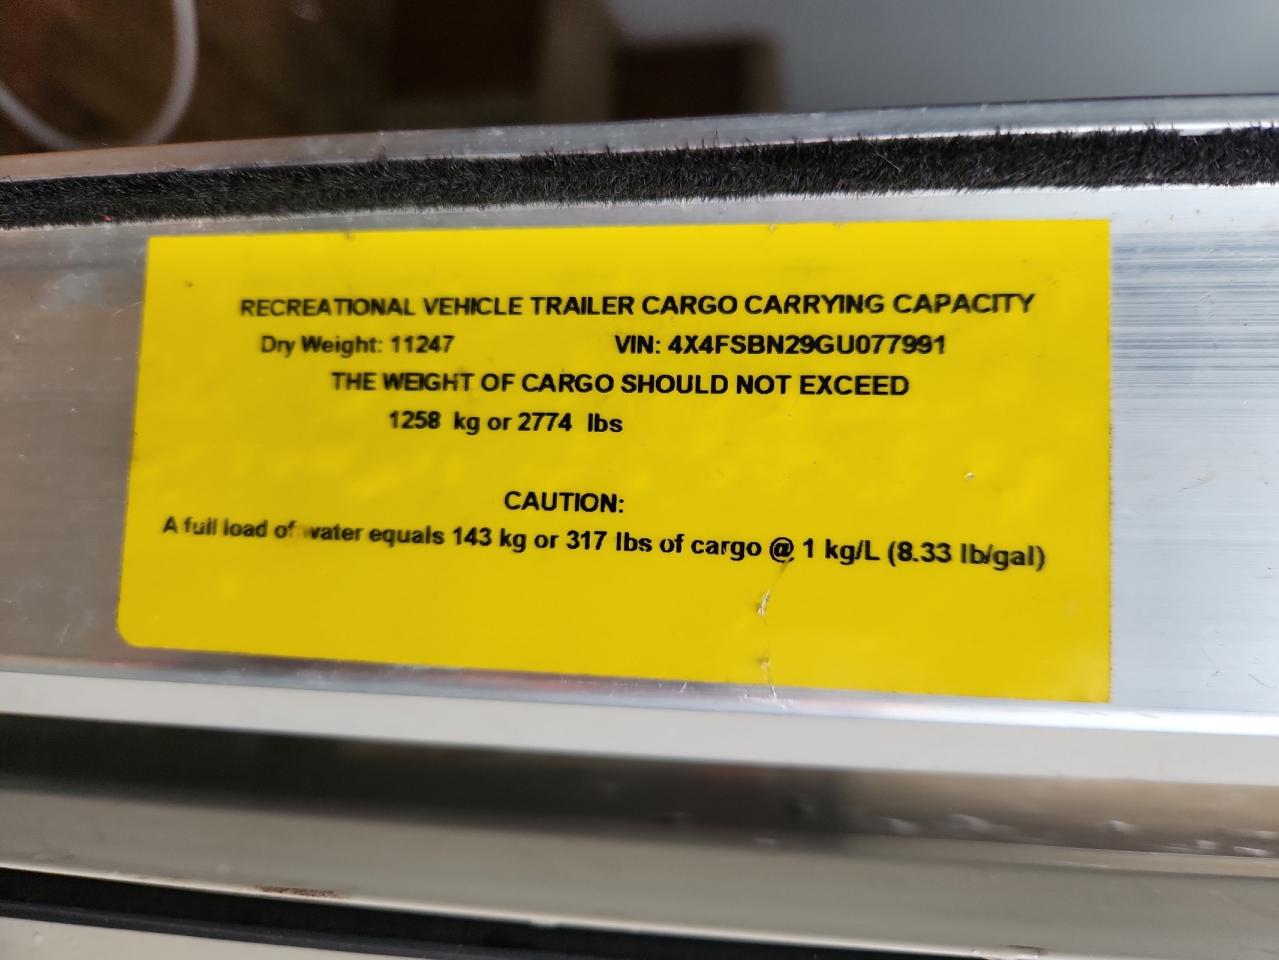 RECREATIONAL VEHICLE TRAILER CARGO CARRYING CAPACITY
Dry Weight: 11247 VIN: 4X4FSBN29GU077991
THE WEIGHT OF CARGO SHOULD NOT EXCEED
1258 kg or 2774 lbs
CAUTION:
A full load of water equals 143 kg or 317 lbs of cargo @ 1 kg/L (8.33 lb/gal)